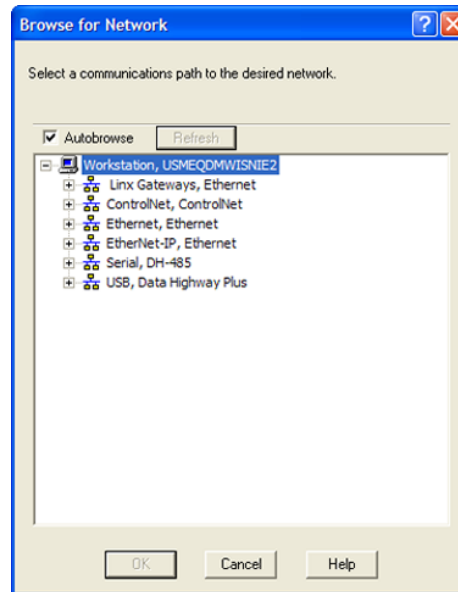 Browse for Network
Select a communications path to the desired network.
Autobrowse Refresh
Workstation, USMEQDMWISNIE2
Linx Gateways, Ethernet
ControlNet, ControlNet
Ethernet, Ethernet
EtherNet-IP, Ethernet
Serial, DH-485
USB, Data Highway Plus
OK Cancel Help